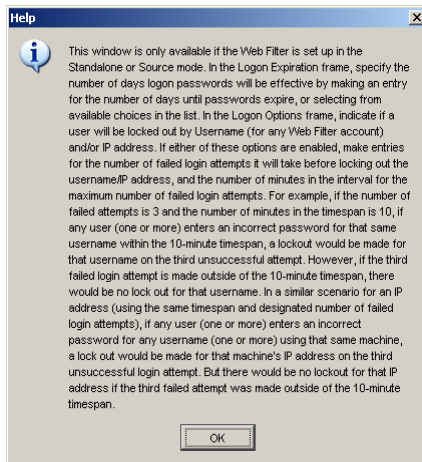 Help
This window is only available if the Web Filter is set up in the
Standalone or Source mode. In the Logon Expiration frame, specify the
number of days logon passwords will be effective by making an entry
for the number of days until passwords expire, or selecting from
available choices in the list. In the Logon Options frame, indicate if a
user will be locked out by Username (for any Web Filter account)
and/or IP address. If either of these options are enabled, make entries
for the number of failed login attempts it will take before locking out the
username/IP address, and the number of minutes in the interval for the
maximum number of failed login attempts. For example, if the number of
failed attempts is 3 and the number of minutes in the timespan is 10, if
any user (one or more) enters an incorrect password for that same
username within the 10-minute timespan, a lockout would be made for
that username on the third unsuccessful attempt. However, if the third
failed login attempt is made outside of the 10-minute timespan, there
would be no lock out for that username. In a similar scenario for an IP
address (using the same timespan and designated number of failed
login attempts), if any user (one or more) enters an incorrect
password for any username (one or more) using that same machine,
a lock out would be made for that machine's IP address on the third
unsuccessful login attempt. But there would be no lockout for that IP
address if the third failed attempt was made outside of the 10-minute
timespan.
OK